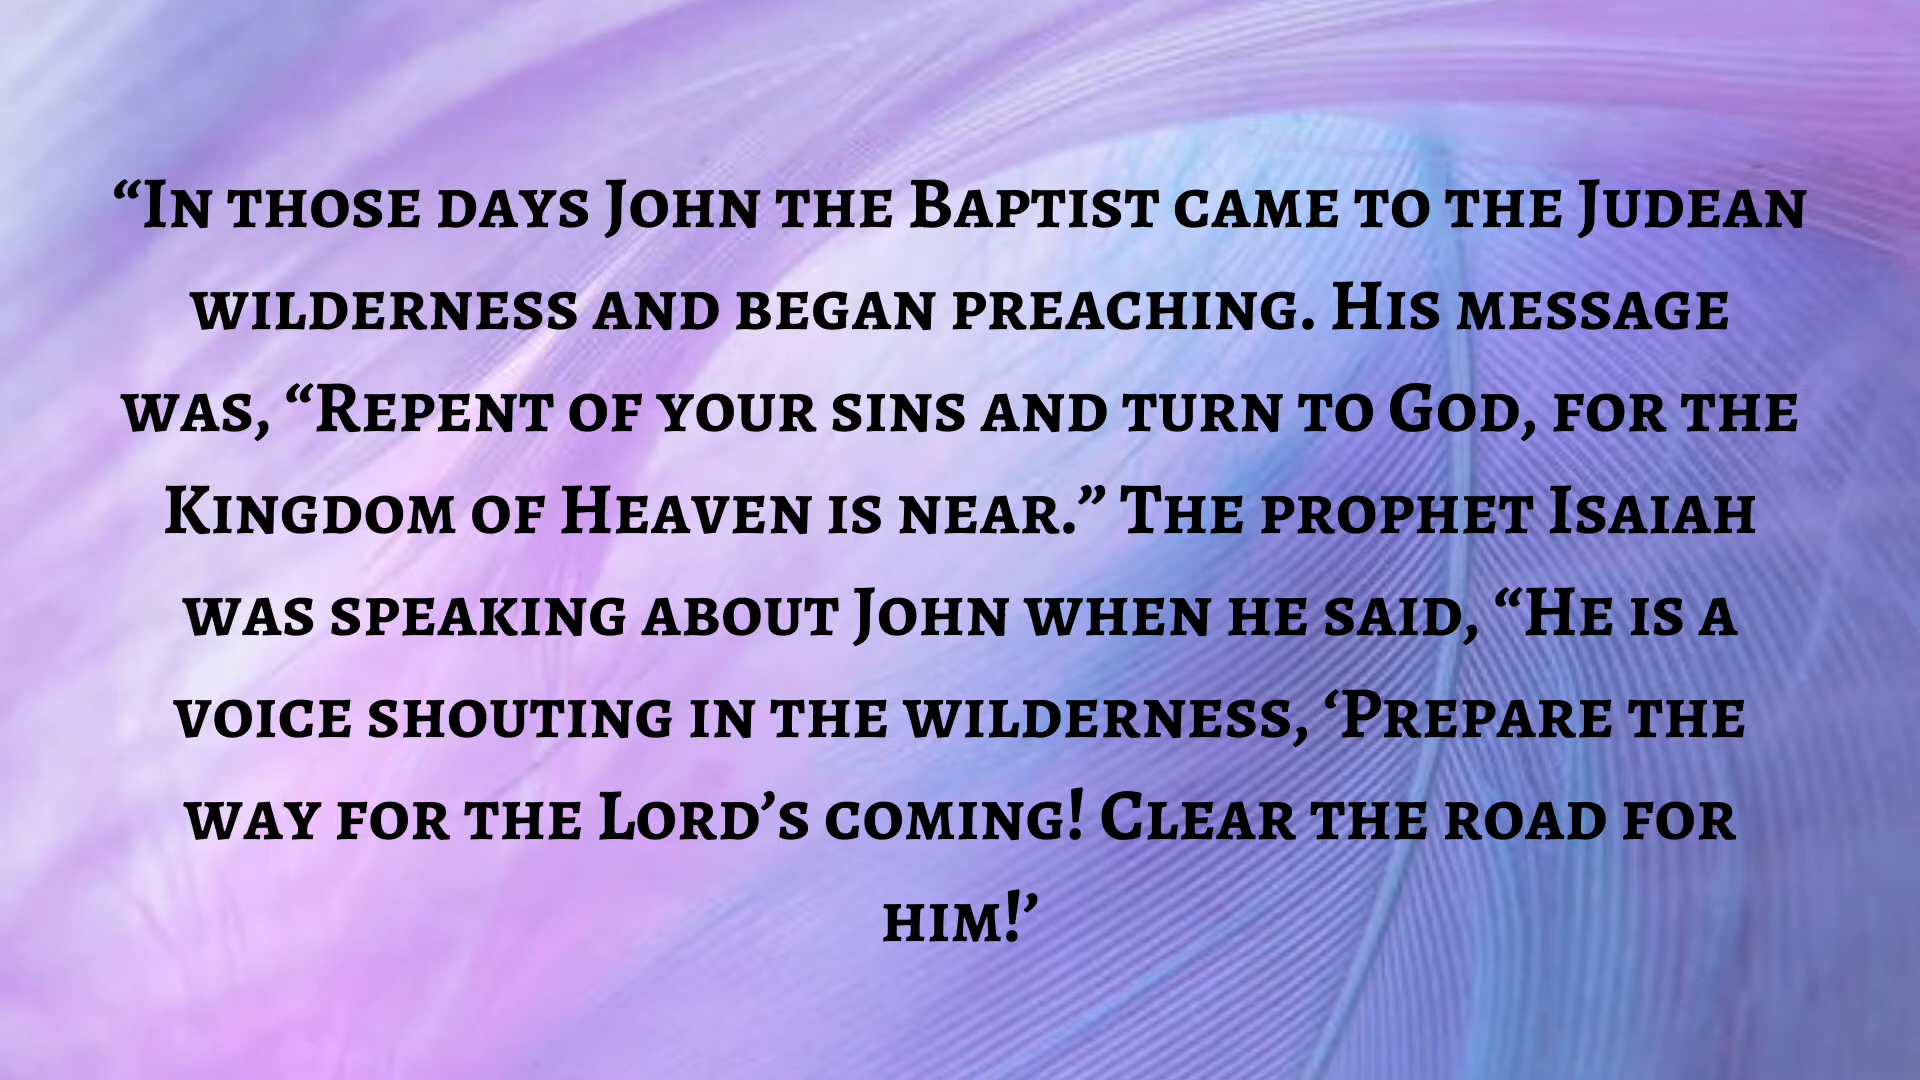 “In those days John the Baptist came to the Judean
wilderness and began preaching. His message
was, “Repent of your sins and turn to God, for the
Kingdom of Heaven is near.” The prophet Isaiah
was speaking about John when he said, “He is a
voice shouting in the wilderness, ‘Prepare the
way for the Lord’s coming! Clear the road for
him!’